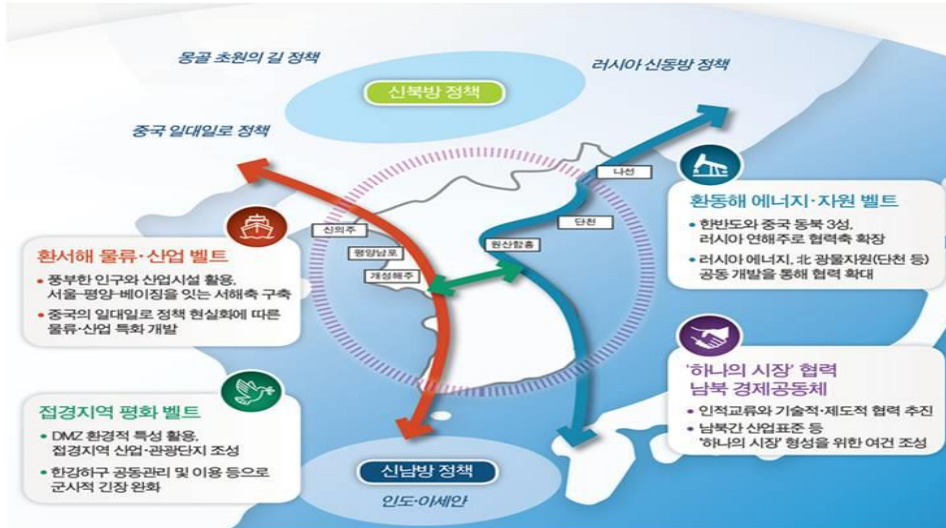 몽골 초원의 길 정책
러시아 신동방 정책
신북방 정책
중국 일대일로 정책
나선
단천
신의주
원산함흥
평양남포
개성해주
환서해 물류·산업 벨트
• 풍부한 인구와 산업시설 활용,
서울-평양-베이징을 잇는 서해축 구축
• 중국의 일대일로 정책 현실화에 따른
물류·산업 특화 개발
환동해 에너지·자원 벨트
• 한반도와 중국 동북 3성,
러시아 연해주로 협력축 확장
• 러시아 에너지, 北 광물자원(단천 등)
공동 개발을 통해 협력 확대
접경지역 평화 벨트
• DMZ 환경적 특성 활용,
접경지역 산업·관광단지 조성
• 한강하구 공동관리 및 이용 등으로
군사적 긴장 완화
'하나의 시장' 협력
남북 경제공동체
• 인적교류와 기술적·제도적 협력 추진
• 남북간 산업표준 등
'하나의 시장' 형성을 위한 여건 조성
신남방 정책
인도·아세안